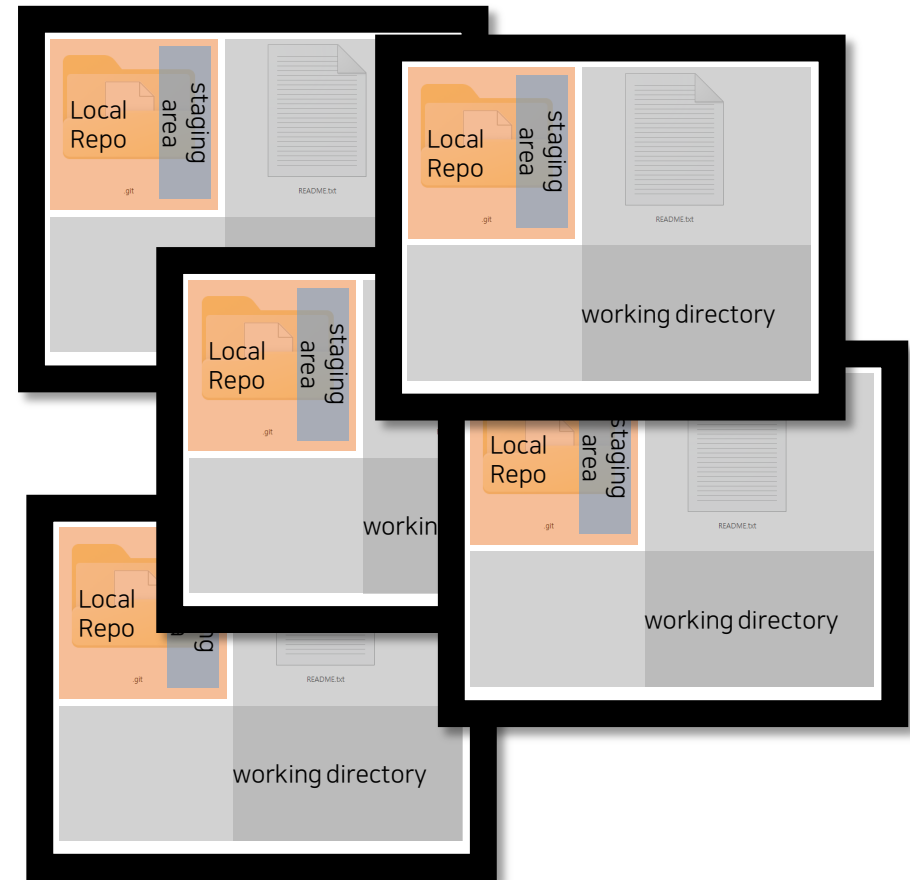 Local
Repo
staging
area
.git
README.txt
Local
Repo
staging
area
.git
README.txt
working directory
Local
Repo
staging
area
.git
workin
Local
Repo
staging
area
.git
README.txt
working directory
Local
Repo
ng
.git
README.txt
working directory